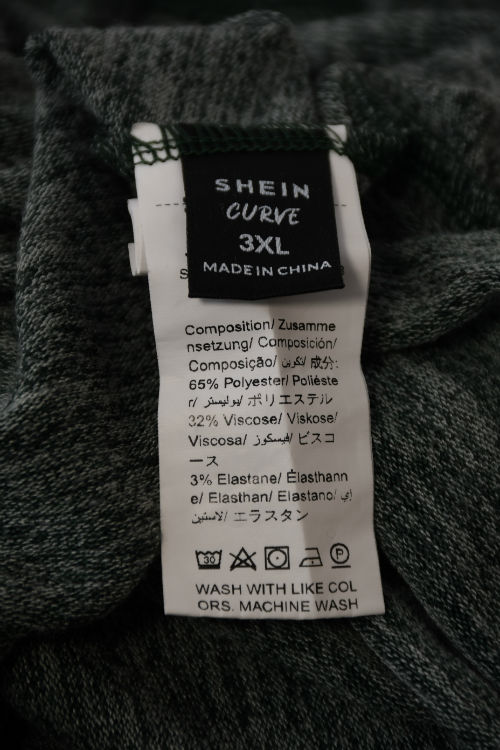 SHEIN
CURVE
3XL
MADE IN CHINA
Composition/ Zusamme
nsetzung/ Composición/
Composição/ تكوين/ 成分:
65% Polyester/ Poliéste
r/ بوليستر/ ポリエステル
32% Viscose/ Viskose/
Viscosa/ فيسكوز/ ビスコ
ース
3% Elastane/ Élasthann
e/ Elasthan/ Elastano/ إي
لاستين/ エラスタン
30 P
WASH WITH LIKE COL
ORS. MACHINE WASH